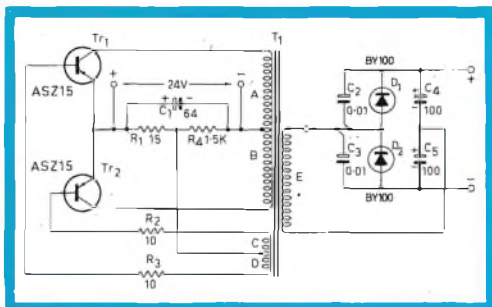 Tr1
ASZ15
+
24V
-
C1
+
-
64
R1
15
R4
1·5K
ASZ15
Tr2
R2
10
R3
10
T1
A
B
C
D
E
BY100
C2
0·01
D1
C4
100
+
C3
0·01
D2
C5
100
BY100
-